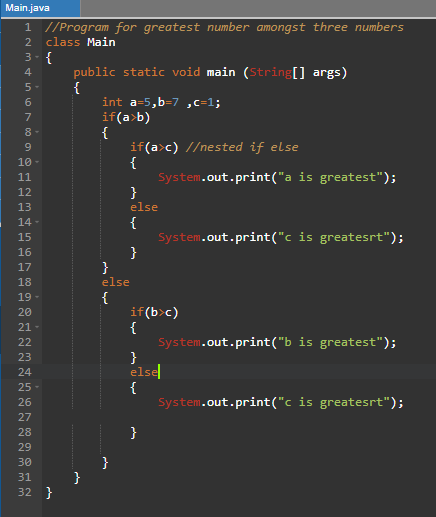 Main.java
1 //Program for greatest number amongst three numbers
2 class Main
3 {
4 public static void main (String[] args)
5 {
6 int a=5,b=7 ,c=1;
7 if(a>b)
8 {
9 if(a>c) //nested if else
10 {
11 System.out.print("a is greatest");
12 }
13 else
14 {
15 System.out.print("c is greatesrt");
16 }
17 }
18 else
19 {
20 if(b>c)
21 {
22 System.out.print("b is greatest");
23 }
24 else
25 {
26 System.out.print("c is greatesrt");
27
28 }
29
30 }
31 }
32 }